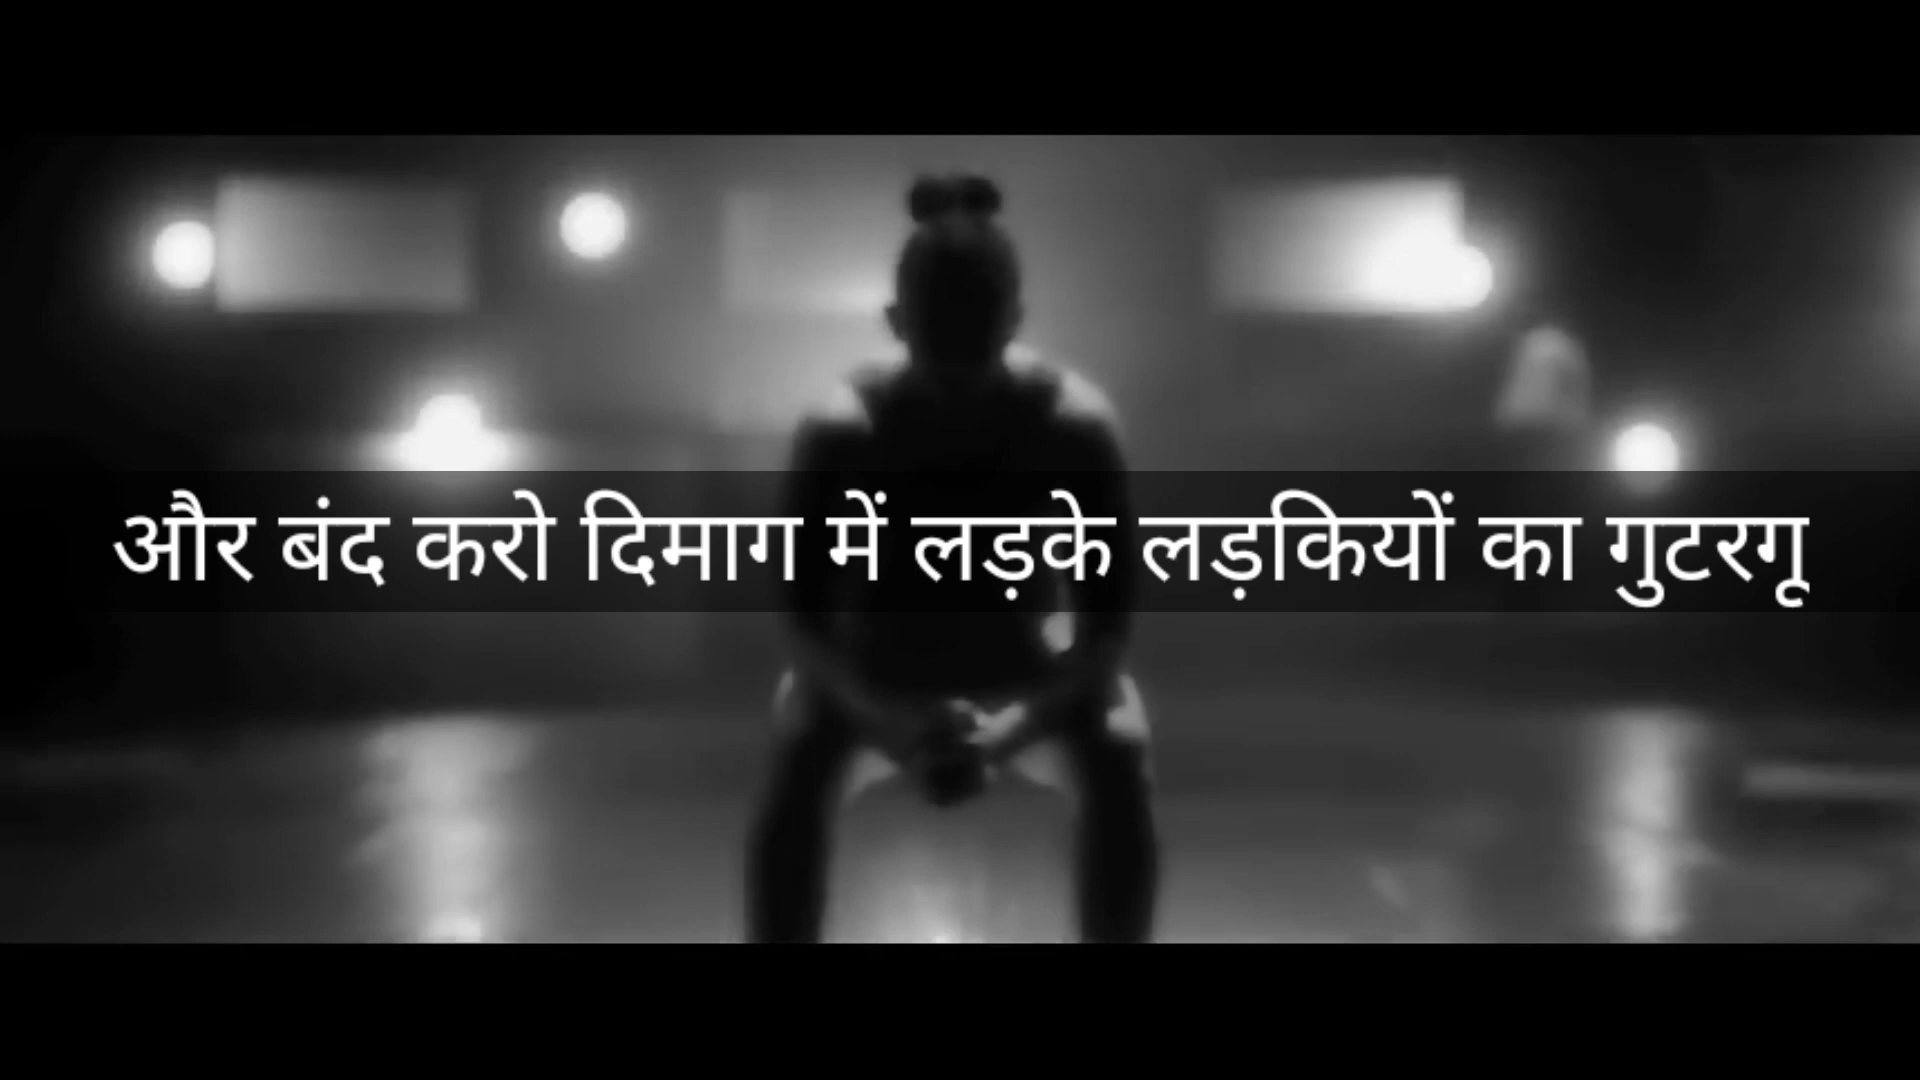 और बंद करो दिमाग में लड़के लड़कियों का गुटरगू